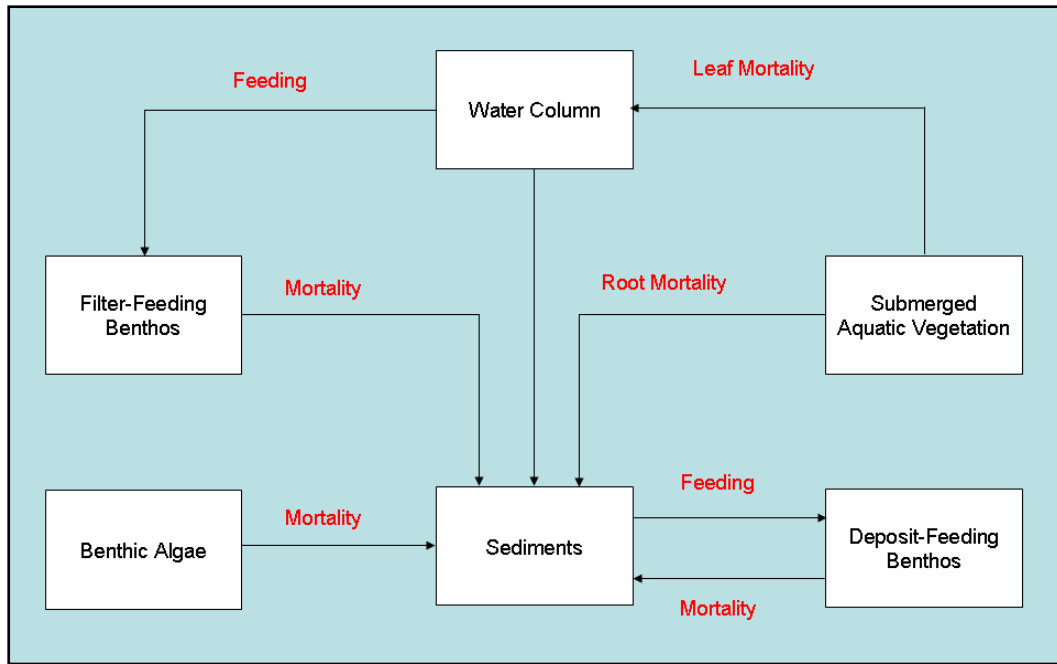 Leaf Mortality
Feeding
Water Column
Filter-Feeding
Benthos
Mortality
Root Mortality
Submerged
Aquatic Vegetation
Benthic Algae
Mortality
Sediments
Feeding
Deposit-Feeding
Benthos
Mortality